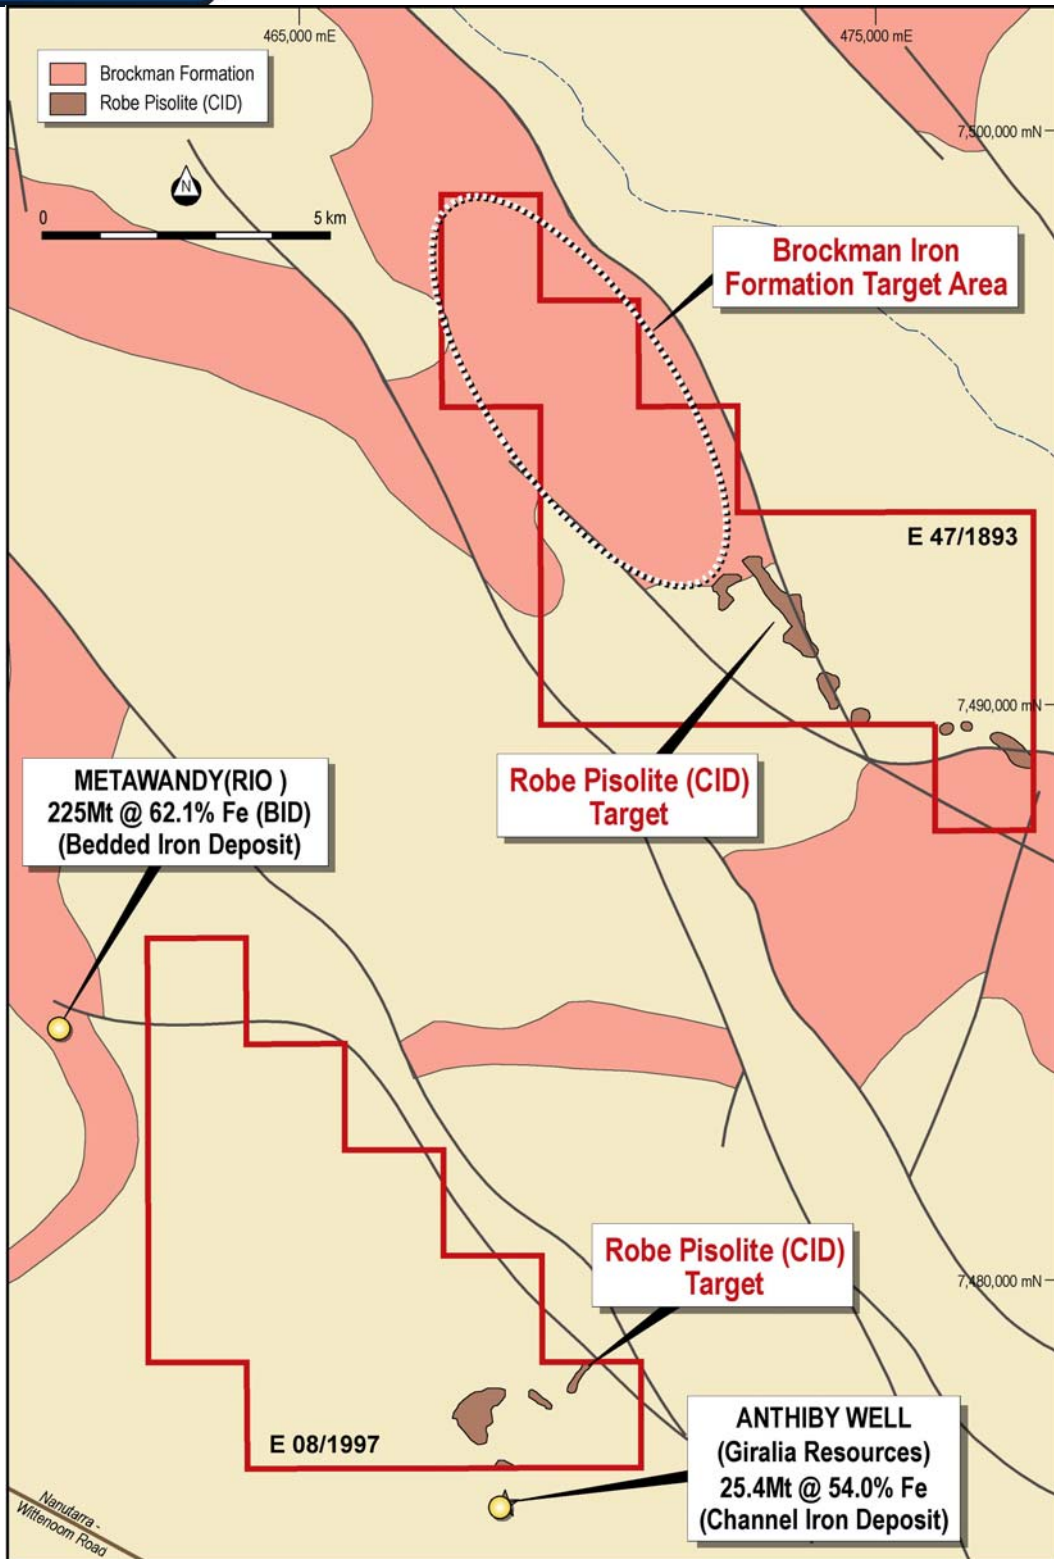 465,000 mE
475,000 mE
Brockman Formation
Robe Pisolite (CID)
7,500,000 mN
N
0
5 km
Brockman Iron
Formation Target Area
E 47/1893
7,490,000 mN
METAWANDY(RIO )
225Mt @ 62.1% Fe (BID)
(Bedded Iron Deposit)
Robe Pisolite (CID)
Target
Robe Pisolite (CID)
Target
7,480,000 mN
E 08/1997
ANTHIBY WELL
(Giralia Resources)
25.4Mt @ 54.0% Fe
(Channel Iron Deposit)
Nanutarra -
Wittenoom Road